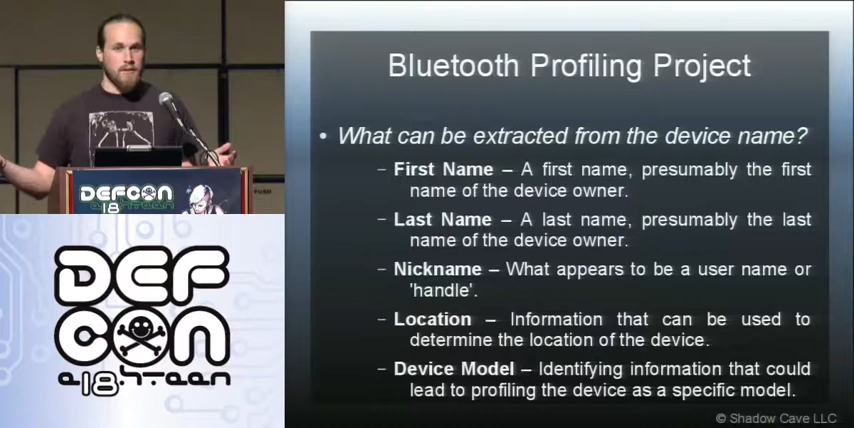 Bluetooth Profiling Project
• What can be extracted from the device name?
– First Name – A first name, presumably the first
name of the device owner.
– Last Name – A last name, presumably the last
name of the device owner.
– Nickname – What appears to be a user name or
'handle'.
– Location – Information that can be used to
determine the location of the device.
– Device Model – Identifying information that could
lead to profiling the device as a specific model.
© Shadow Cave LLC
DEFCON
18
PUSH
DEF
CON
18